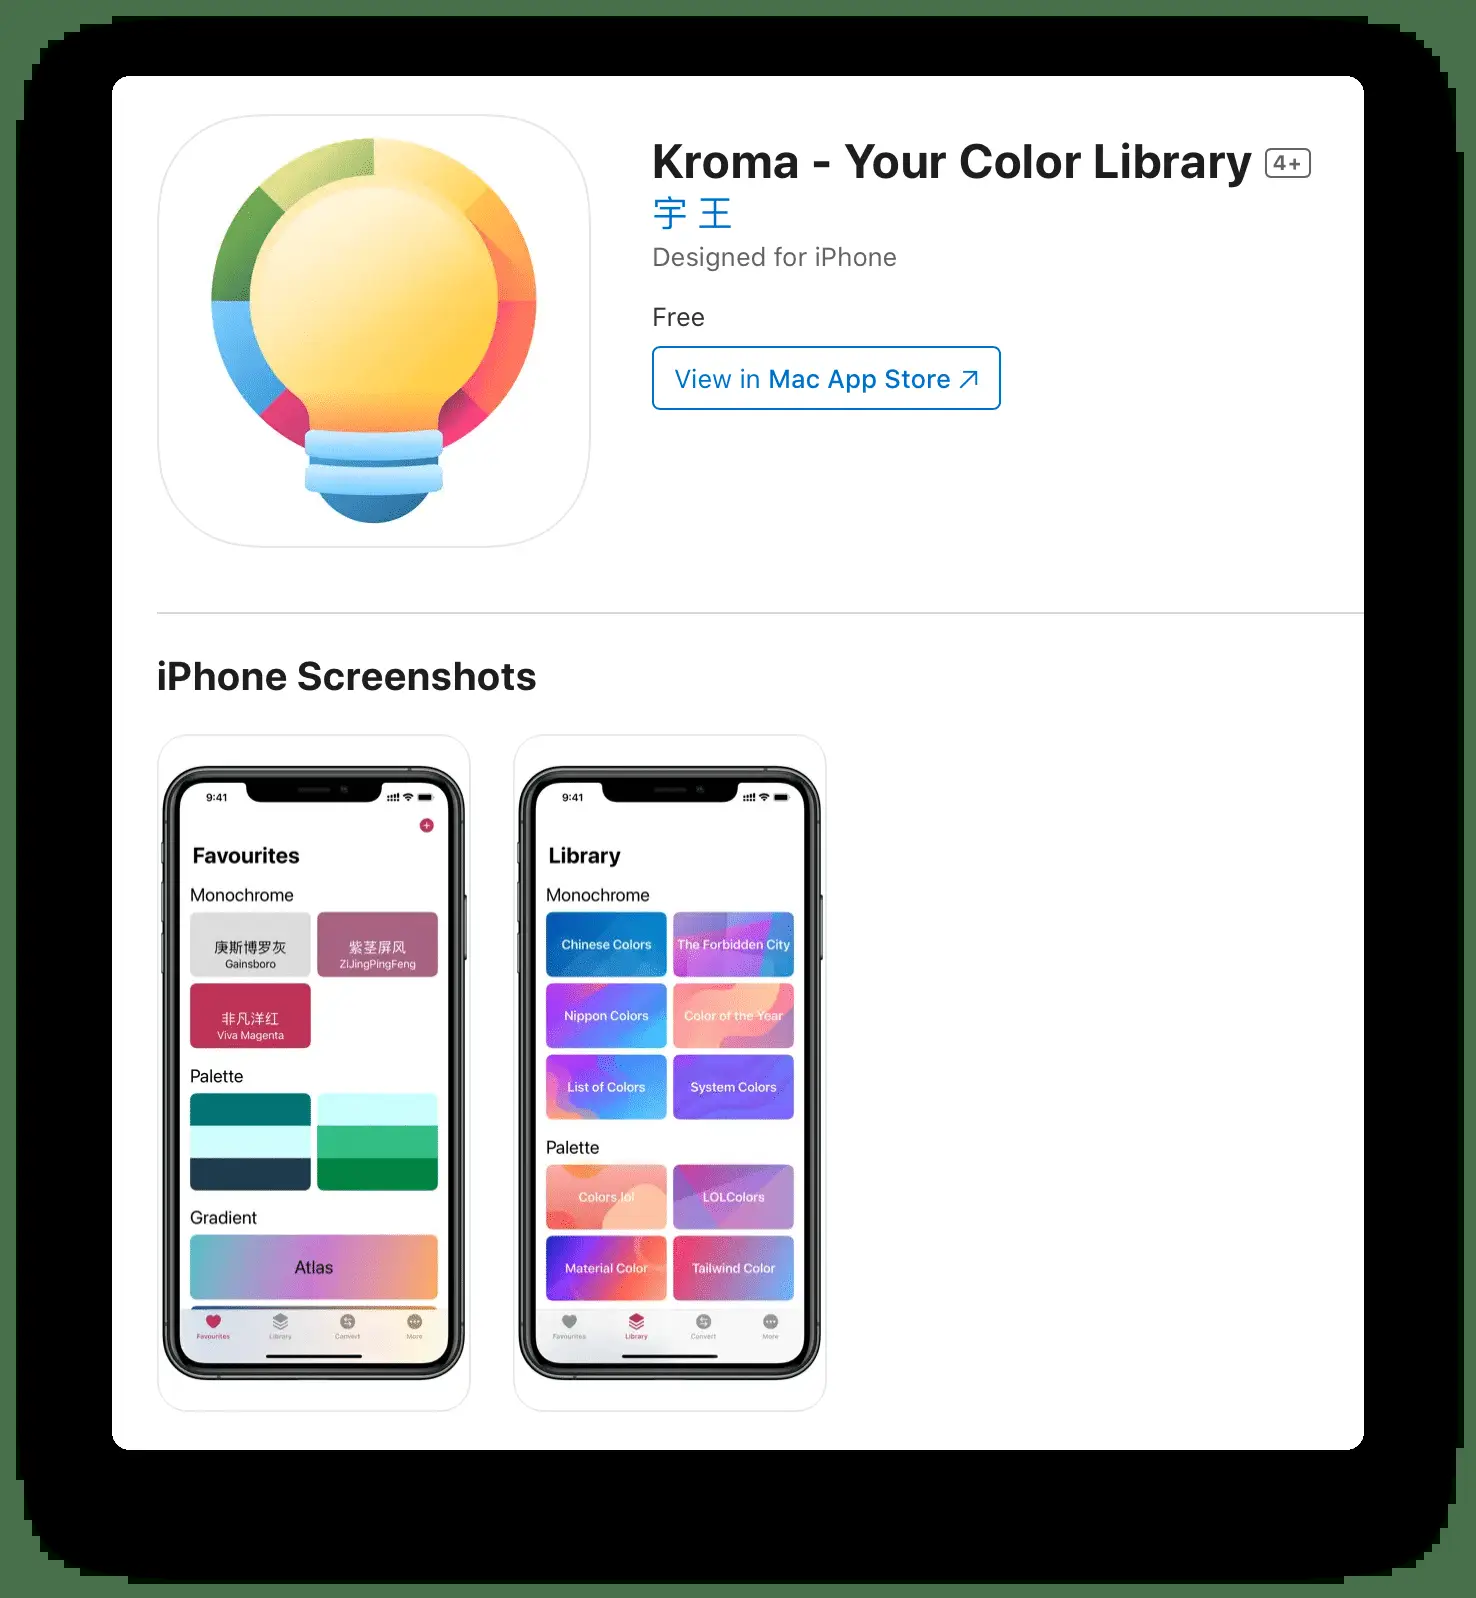 Kroma - Your Color Library 4+
宇 王
Designed for iPhone
Free
View in Mac App Store
iPhone Screenshots
9:41
Favourites
Monochrome
庚斯博罗灰
Gainsboro
紫茎屏风
ZiJingPingFeng
非凡洋红
Viva Magenta
Palette
Gradient
Atlas
Favourites
Library
Convert
More
9:41
Library
Monochrome
Chinese Colors
The Forbidden City
Nippon Colors
Color of the Year
List of Colors
System Colors
Palette
Colors.lol
LOLColors
Material Color
Tailwind Color
Favourites
Library
Convert
More